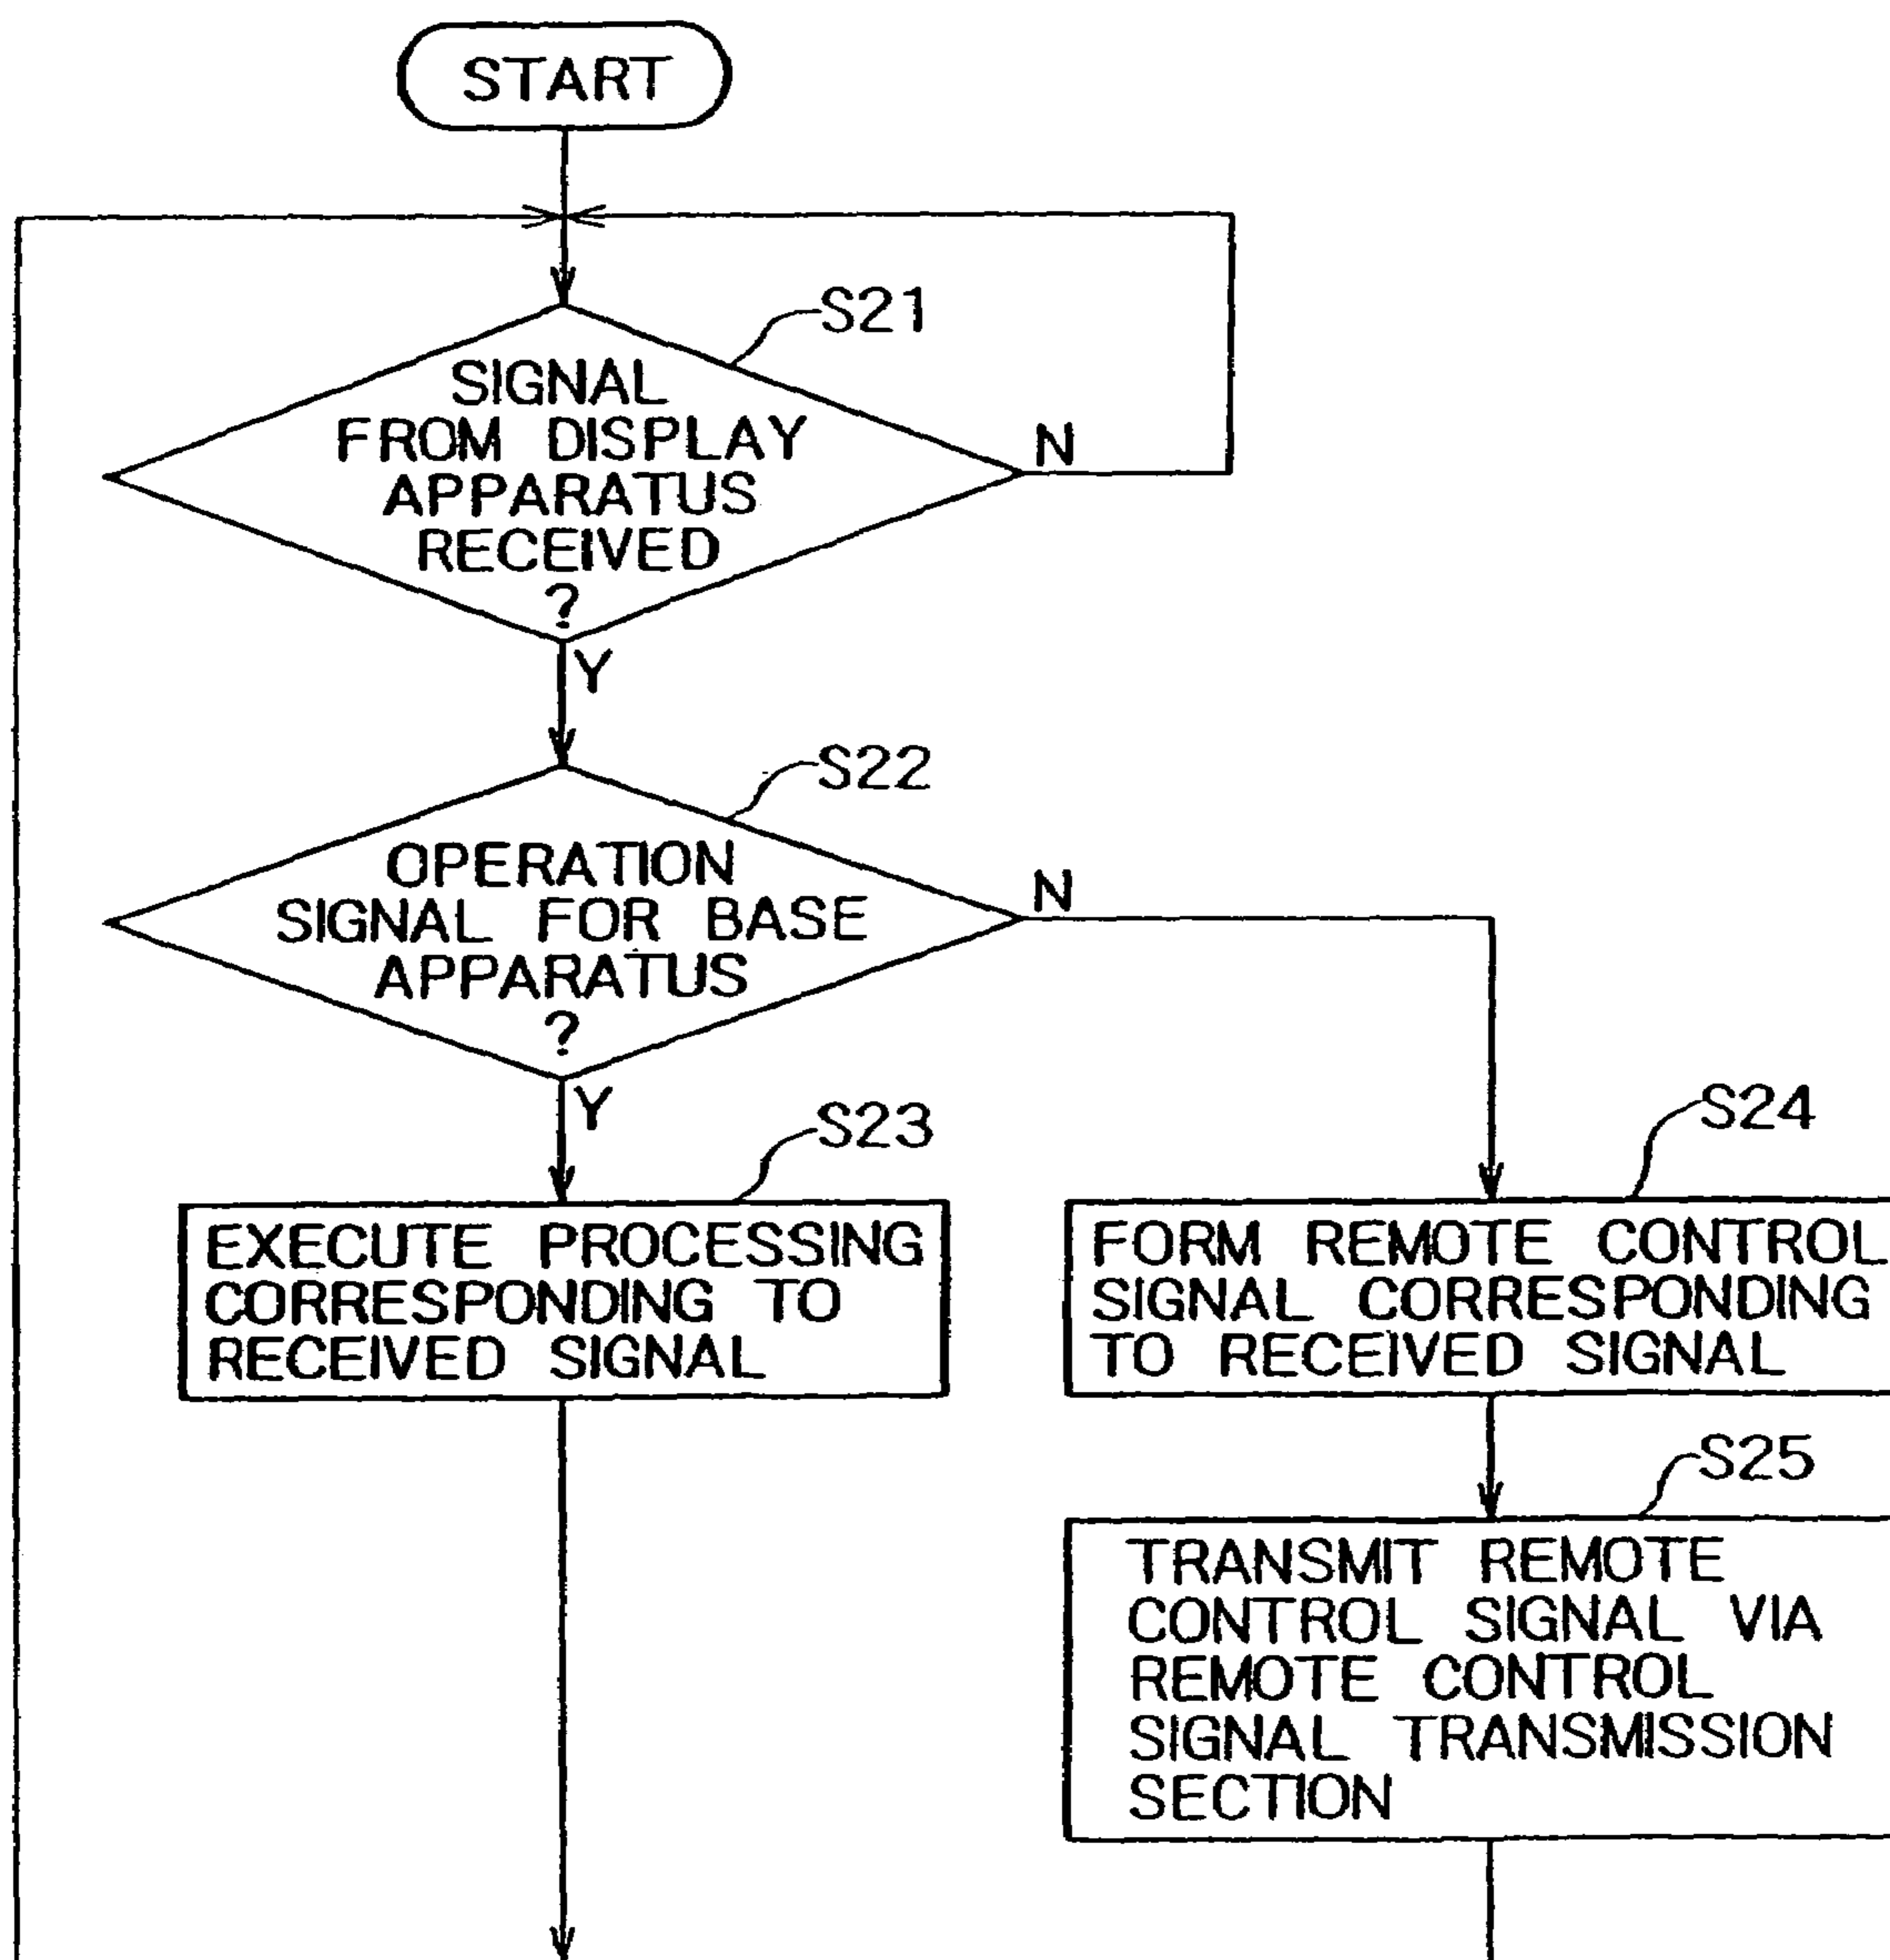 START
S21
SIGNAL
FROM DISPLAY
APPARATUS
RECEIVED
?
N
Y
S22
OPERATION
SIGNAL FOR BASE
APPARATUS
?
N
Y
S23
EXECUTE PROCESSING
CORRESPONDING TO
RECEIVED SIGNAL
S24
FORM REMOTE CONTROL
SIGNAL CORRESPONDING
TO RECEIVED SIGNAL
S25
TRANSMIT REMOTE
CONTROL SIGNAL VIA
REMOTE CONTROL
SIGNAL TRANSMISSION
SECTION